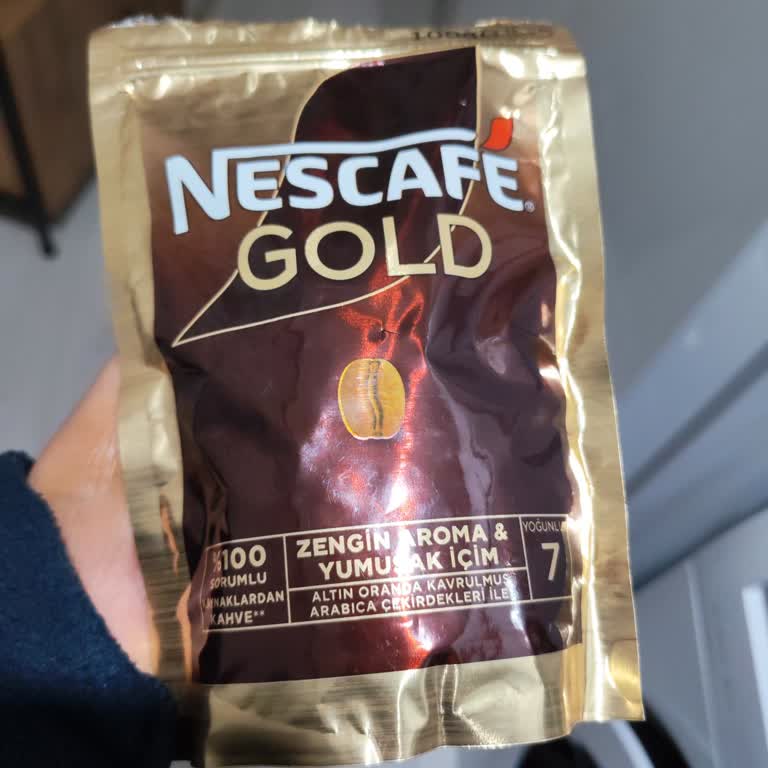 NESCAFÉ®
GOLD
%100
SORUMLU
KAYNAKLARDAN
KAHVE**
ZENGİN AROMA &
YUMUŞAK İÇİM
ALTIN ORANDA KAVRULMUŞ
ARABICA ÇEKİRDEKLERİ İLE
YOĞUNLUK
7